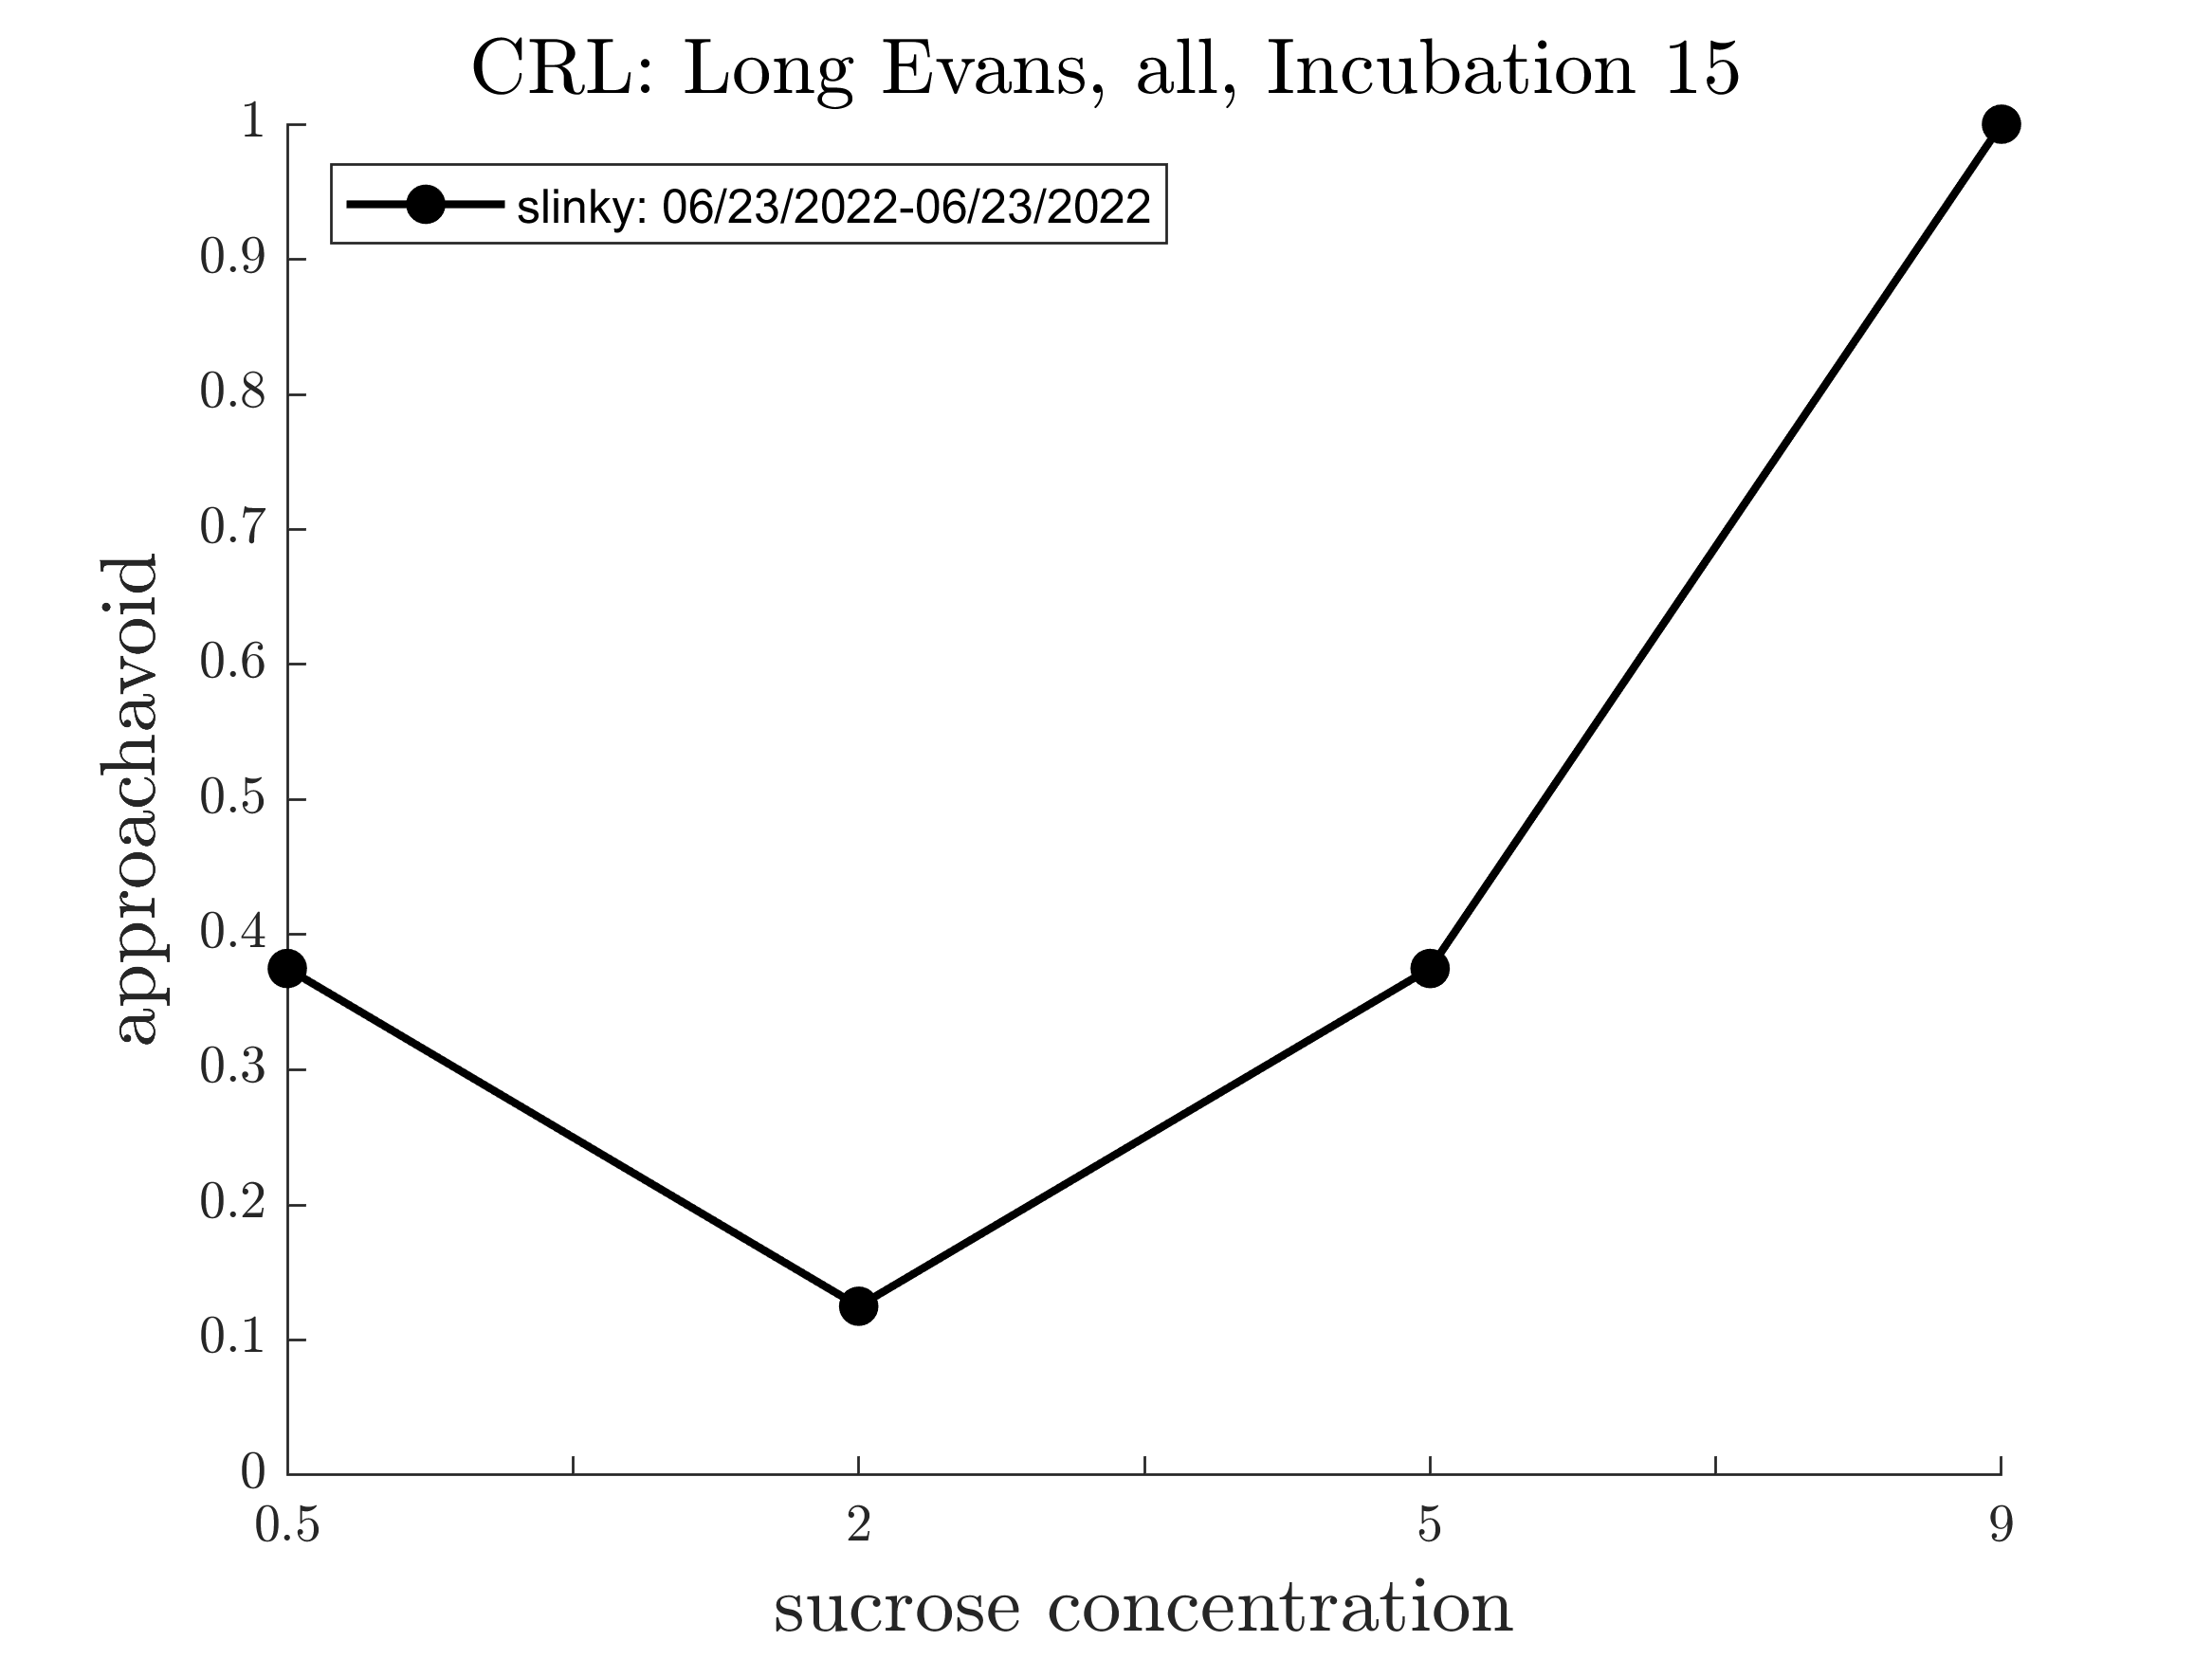 CRL: Long Evans, all, Incubation 15
slinky: 06/23/2022-06/23/2022
approachavoid
1
0.9
0.8
0.7
0.6
0.5
0.4
0.3
0.2
0.1
0
0.5 2 5 9
sucrose concentration